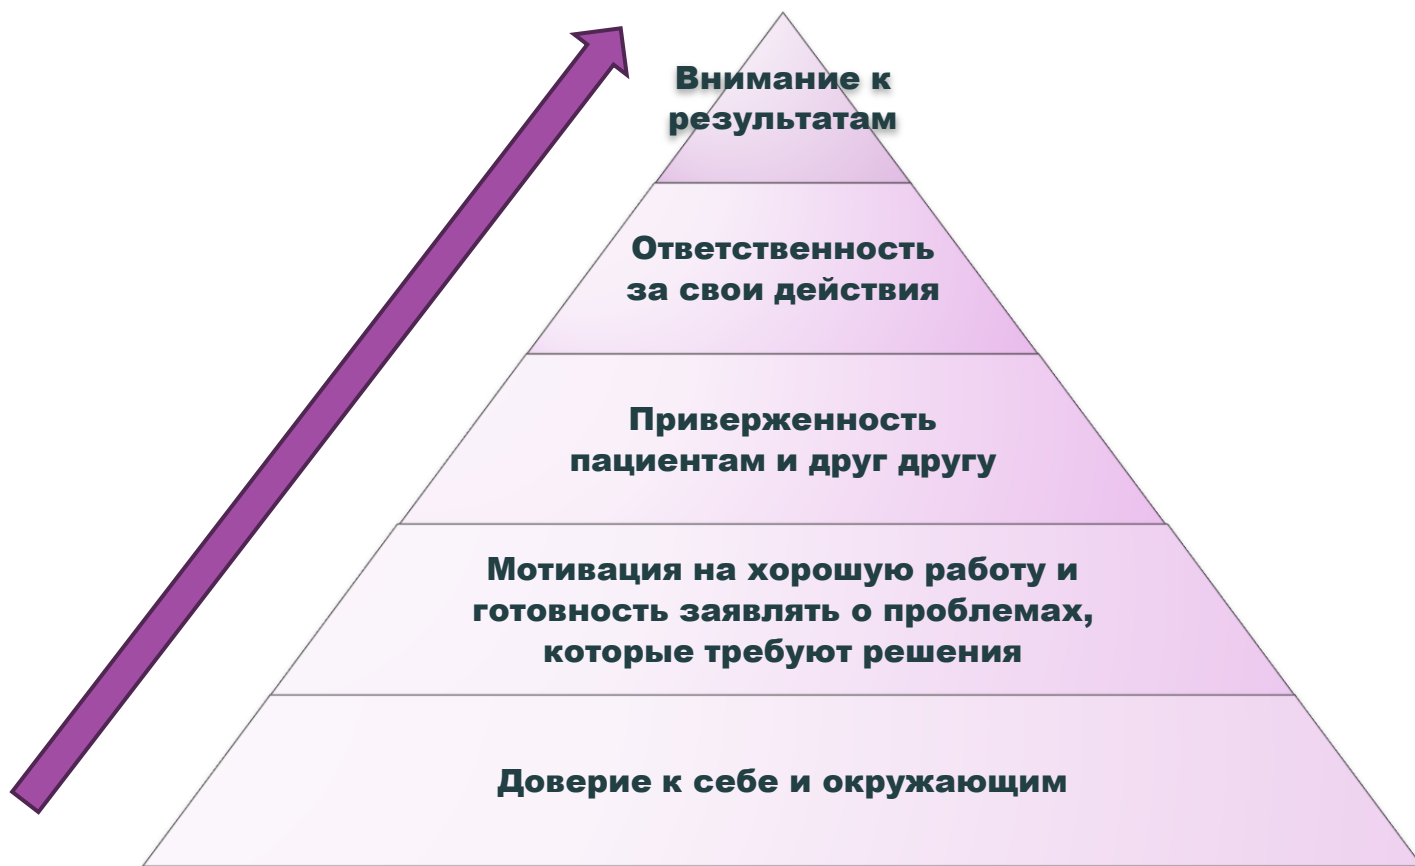 Внимание к
результатам
Ответственность
за свои действия
Приверженность
пациентам и друг другу
Мотивация на хорошую работу и
готовность заявлять о проблемах,
которые требуют решения
Доверие к себе и окружающим